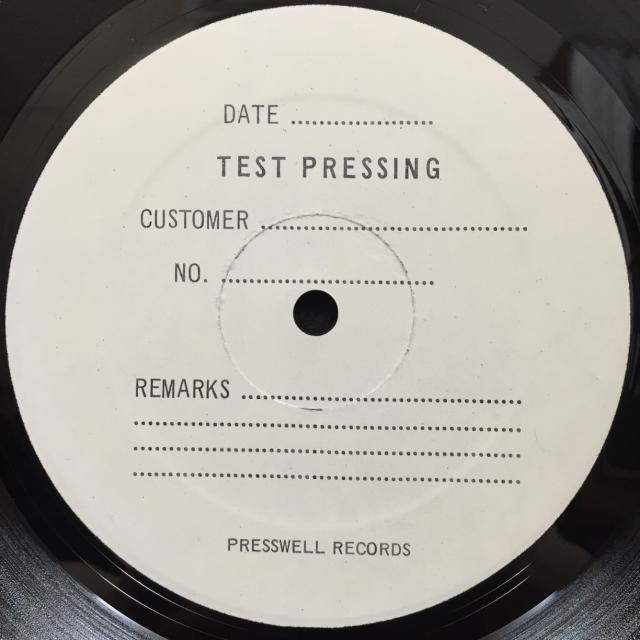 DATE ....................
TEST PRESSING
CUSTOMER ......................................
NO. ..............................
REMARKS .......................................
......................................................
......................................................
......................................................
PRESSWELL RECORDS